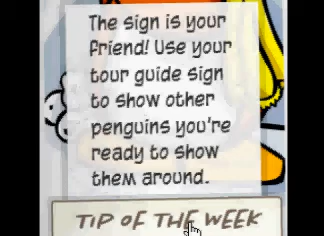 The sign is your
friend! Use your
tour guide sign
to show other
penguins you're
ready to show
them around.
TIP OF THE WEEK